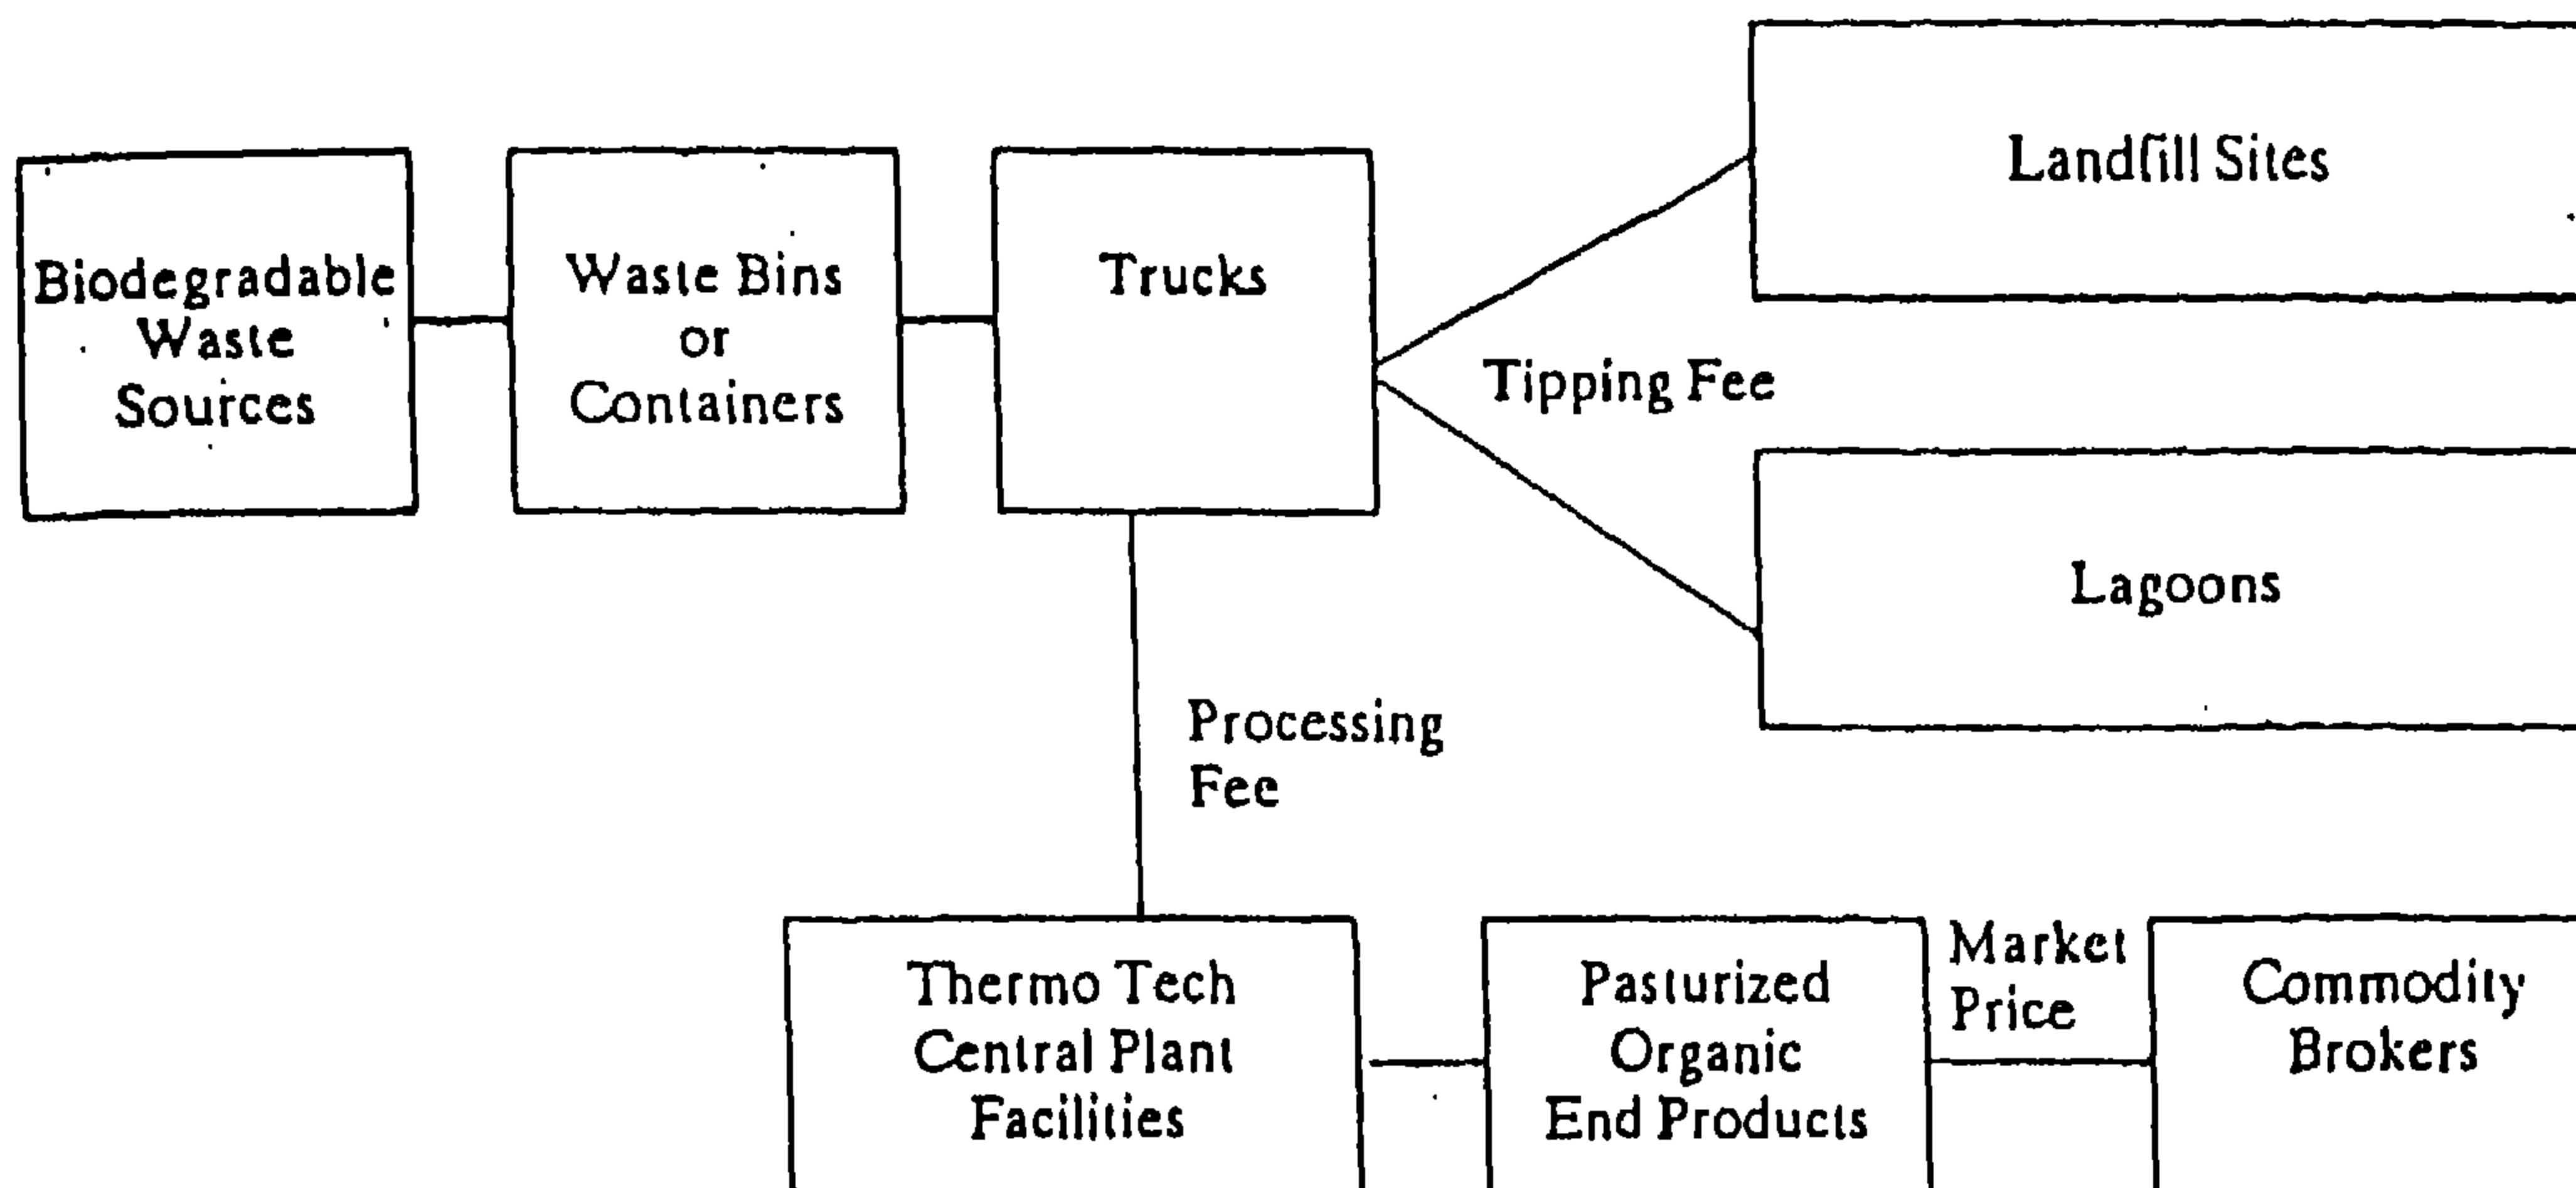 Biodegradable
Waste
Sources
Waste Bins
or
Containers
Trucks
Landfill Sites
Tipping Fee
Lagoons
Processing
Fee
Thermo Tech
Central Plant
Facilities
Pasturized
Organic
End Products
Market
Price
Commodity
Brokers